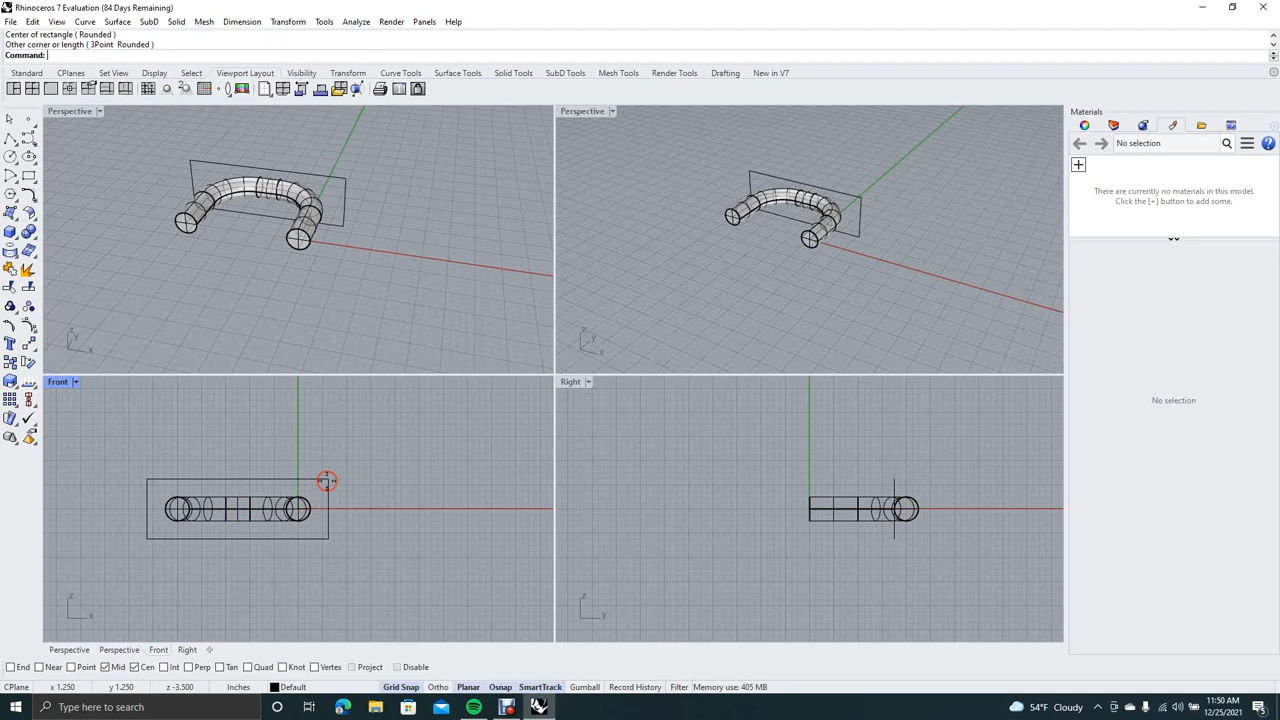 Rhinoceros 7 Evaluation (84 Days Remaining)
File Edit View Curve Surface SubD Solid Mesh Dimension Transform Tools Analyze Render Panels Help
Center of rectangle ( Rounded )
Other corner or length ( 3Point Rounded )
Command:
Standard CPlanes Set View Display Select Viewport Layout Visibility Transform Curve Tools Surface Tools Solid Tools SubD Tools Mesh Tools Render Tools Drafting New in V7
Perspective
Perspective
Materials
No selection
There are currently no materials in this model.
Click the [+] button to add some.
No selection
z
y
x
z
y
x
Front
Right
z
x
z
y
Perspective Perspective Front Right
End Near Point Mid Cen Int Perp Tan Quad Knot Vertex Project Disable
CPlane x 1.250 y 1.250 z -3.500 Inches Default Grid Snap Ortho Planar Osnap SmartTrack Gumball Record History Filter Memory use: 405 MB
Type here to search
54°F Cloudy
11:50 AM
12/25/2021